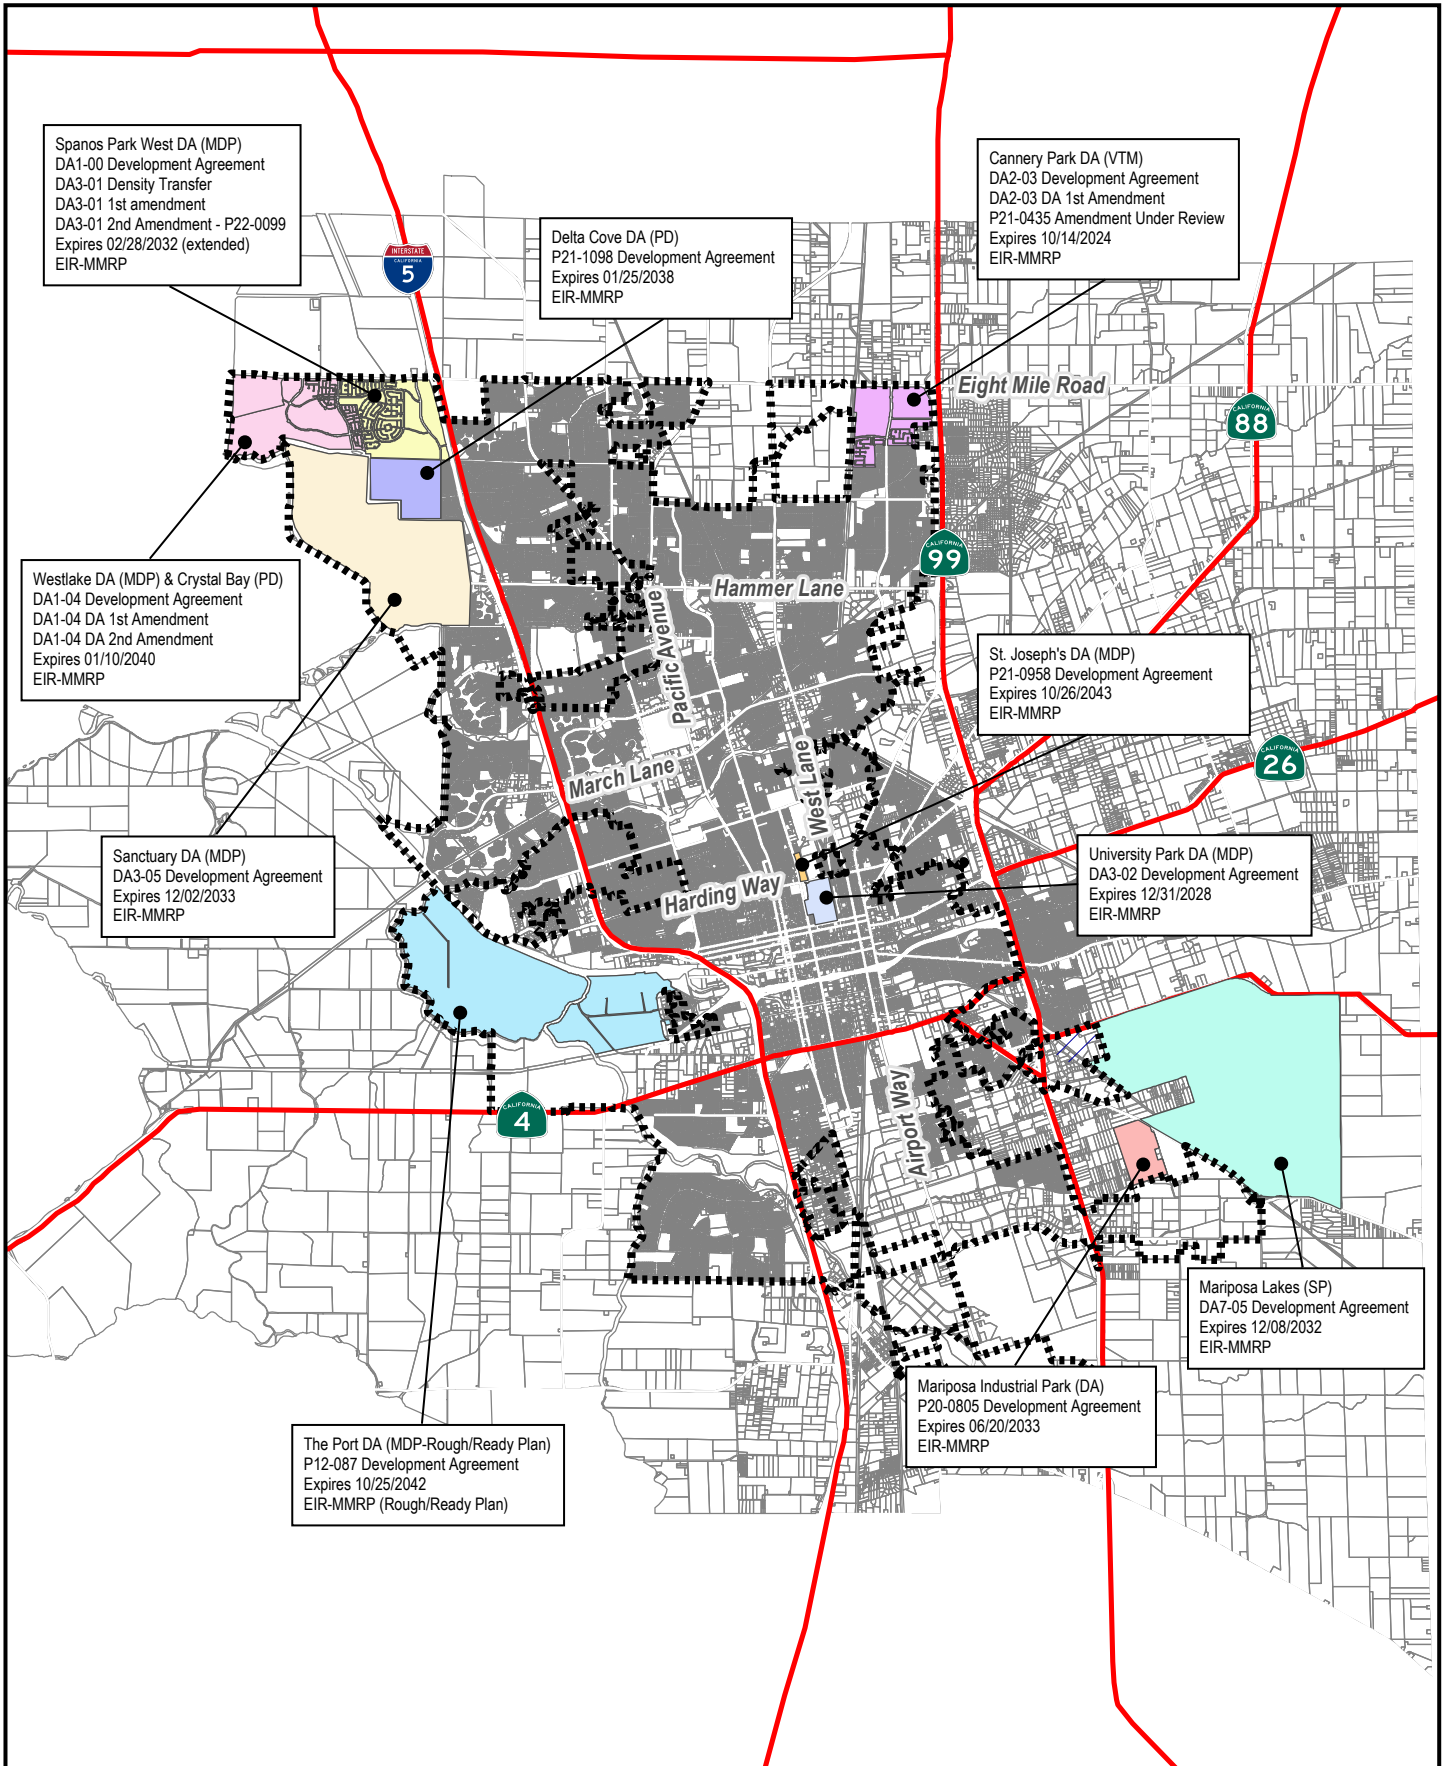 Spanos Park West DA (MDP)
DA1-00 Development Agreement
DA3-01 Density Transfer
DA3-01 1st amendment
DA3-01 2nd Amendment - P22-0099
Expires 02/28/2032 (extended)
EIR-MMRP
Cannery Park DA (VTM)
DA2-03 Development Agreement
DA2-03 DA 1st Amendment
P21-0435 Amendment Under Review
Expires 10/14/2024
EIR-MMRP
Delta Cove DA (PD)
P21-1098 Development Agreement
Expires 01/25/2038
EIR-MMRP
INTERSTATE
CALIFORNIA
5
Eight Mile Road
CALIFORNIA
88
CALIFORNIA
99
Hammer Lane
Pacific Avenue
Westlake DA (MDP) & Crystal Bay (PD)
DA1-04 Development Agreement
DA1-04 DA 1st Amendment
DA1-04 DA 2nd Amendment
Expires 01/10/2040
EIR-MMRP
St. Joseph's DA (MDP)
P21-0958 Development Agreement
Expires 10/26/2043
EIR-MMRP
CALIFORNIA
26
March Lane
West Lane
Sanctuary DA (MDP)
DA3-05 Development Agreement
Expires 12/02/2033
EIR-MMRP
University Park DA (MDP)
DA3-02 Development Agreement
Expires 12/31/2028
EIR-MMRP
Harding Way
CALIFORNIA
4
Airport Way
Mariposa Lakes (SP)
DA7-05 Development Agreement
Expires 12/08/2032
EIR-MMRP
Mariposa Industrial Park (DA)
P20-0805 Development Agreement
Expires 06/20/2033
EIR-MMRP
The Port DA (MDP-Rough/Ready Plan)
P12-087 Development Agreement
Expires 10/25/2042
EIR-MMRP (Rough/Ready Plan)